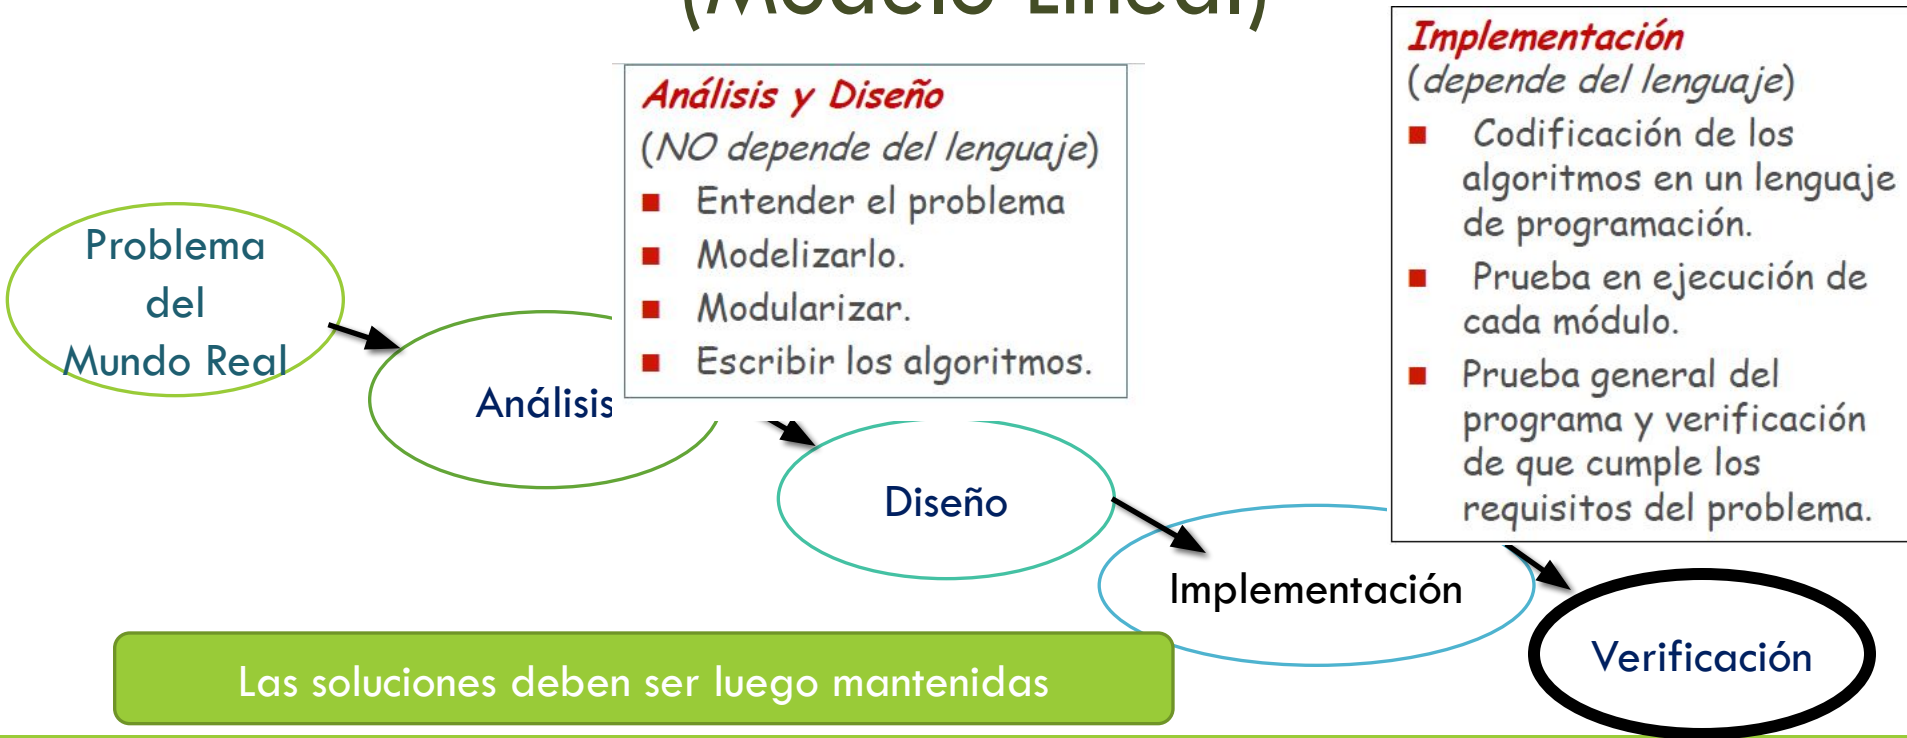 (Modelo Lineal)
Implementación
(depende del lenguaje)
■ Codificación de los
algoritmos en un lenguaje
de programación.
■ Prueba en ejecución de
cada módulo.
■ Prueba general del
programa y verificación
de que cumple los
requisitos del problema.
Análisis y Diseño
(NO depende del lenguaje)
■ Entender el problema
■ Modelizarlo.
■ Modularizar.
■ Escribir los algoritmos.
Problema
del
Mundo Real
Análisis
Diseño
Implementación
Verificación
Las soluciones deben ser luego mantenidas